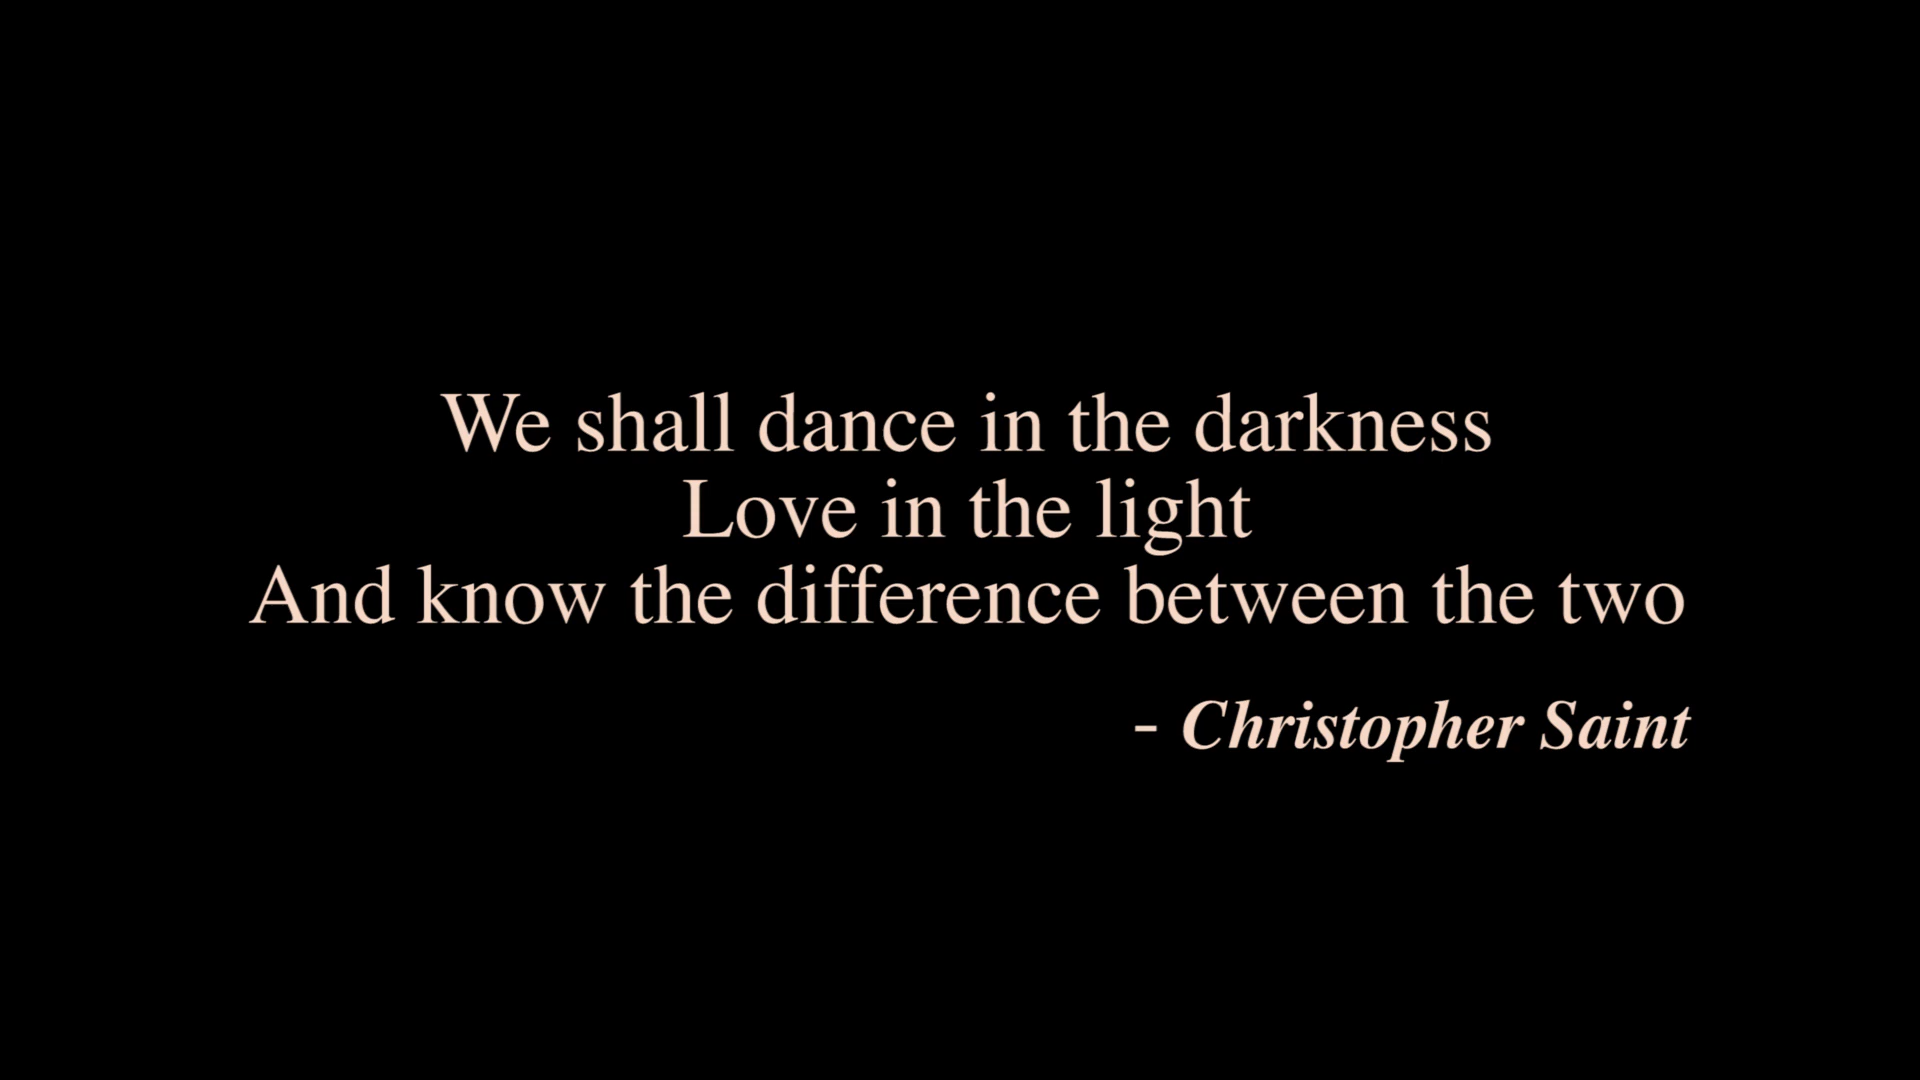 We shall dance in the darkness
Love in the light
And know the difference between the two
- Christopher Saint